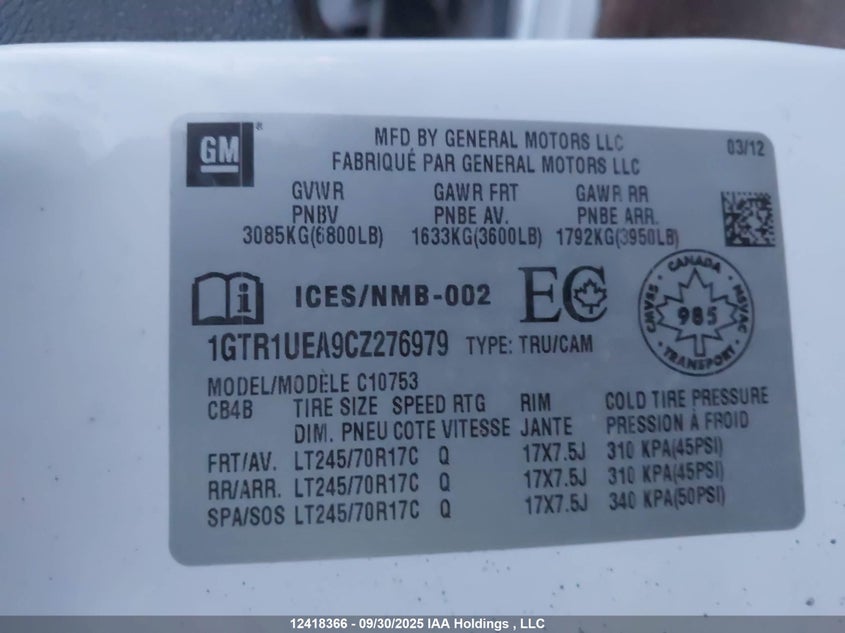 GM®
MFD BY GENERAL MOTORS LLC
03/12
FABRIQUÉ PAR GENERAL MOTORS LLC
GVWR GAWR FRT GAWR RR
PNBV PNBE AV. PNBE ARR.
3085KG(6800LB) 1633KG(3600LB) 1792KG(3950LB)
i ICES/NMB-002 EC
CANADA
CMVSS MSVAC
985
TRANSPORT
1GTR1UEA9CZ276979 TYPE: TRU/CAM
MODEL/MODÈLE C10753
CB4B TIRE SIZE SPEED RTG RIM COLD TIRE PRESSURE
DIM. PNEU COTE VITESSE JANTE PRESSION À FROID
FRT/AV. LT245/70R17C Q 17X7.5J 310 KPA(45PSI)
RR/ARR. LT245/70R17C Q 17X7.5J 310 KPA(45PSI)
SPA/SOS LT245/70R17C Q 17X7.5J 340 KPA(50PSI)
12418366 - 09/30/2025 IAA Holdings , LLC